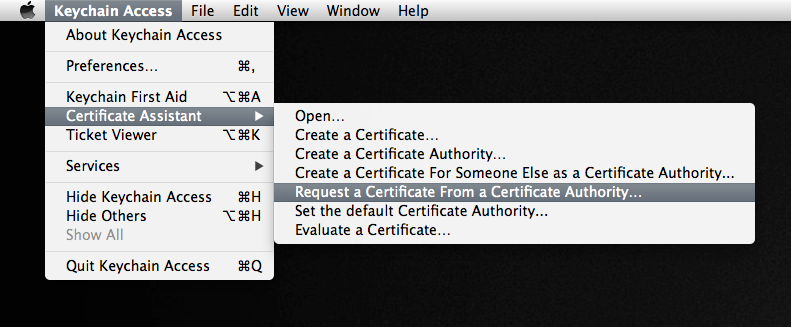 Keychain Access File Edit View Window Help
About Keychain Access
Preferences... ⌘,
Keychain First Aid ⌥⌘A
Certificate Assistant ▶
Ticket Viewer ⌥⌘K
Services ▶
Hide Keychain Access ⌘H
Hide Others ⌥⌘H
Show All
Quit Keychain Access ⌘Q
Open...
Create a Certificate...
Create a Certificate Authority...
Create a Certificate For Someone Else as a Certificate Authority...
Request a Certificate From a Certificate Authority...
Set the default Certificate Authority...
Evaluate a Certificate...